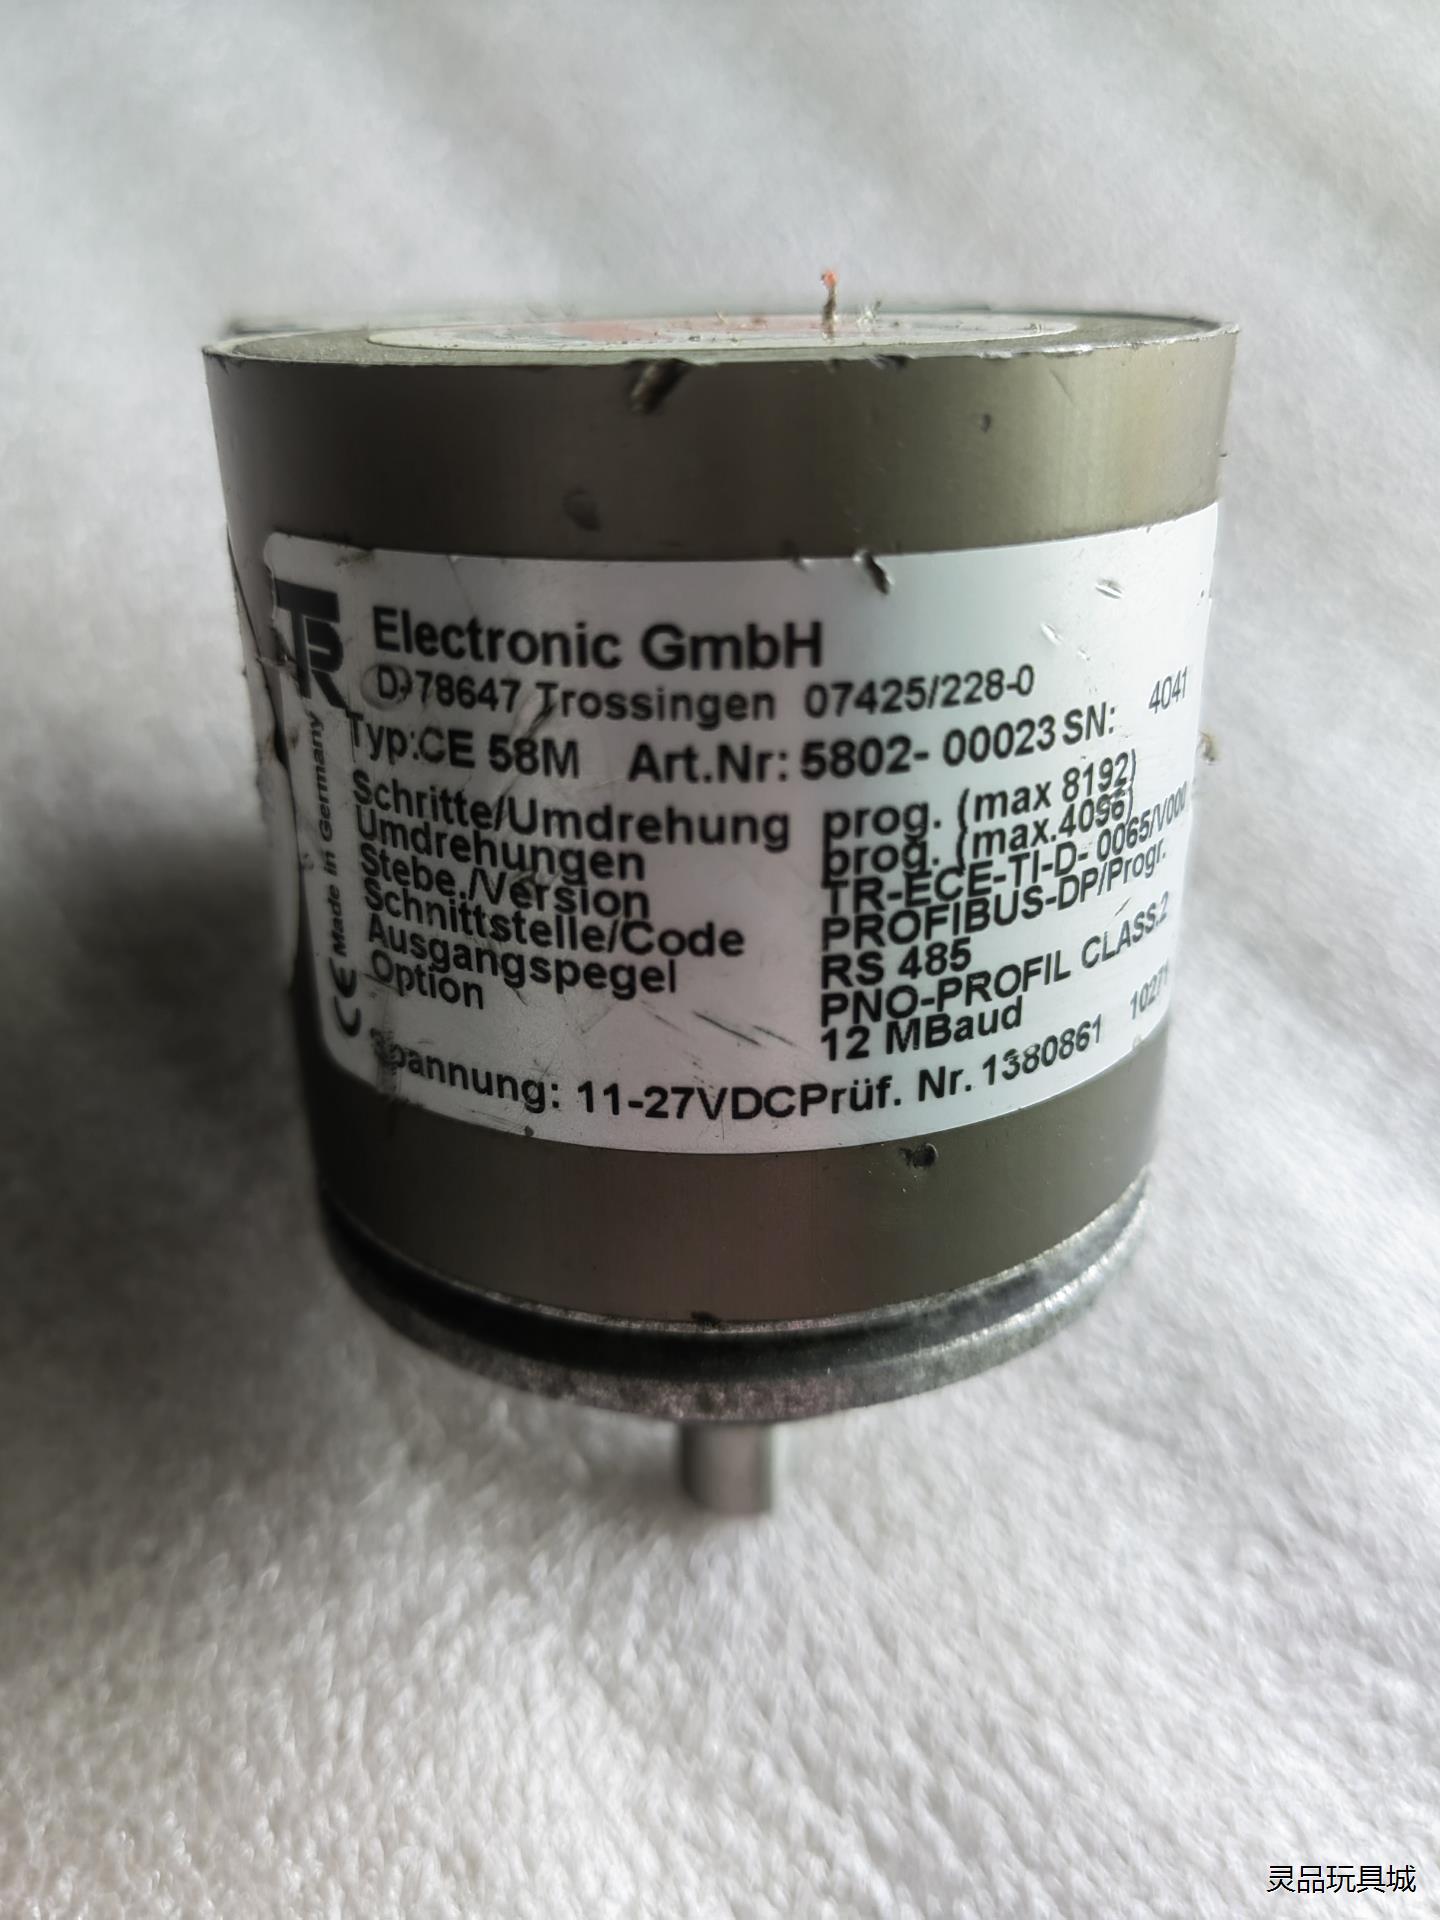 TR
Electronic GmbH
D-78647 Trossingen 07425/228-0
Typ:CE 58M Art.Nr: 5802- 00023 SN: 4041
Schritte/Umdrehung prog. (max 8192)
Umdrehungen prog. (max.4096)
Stebe./Version TR-ECE-TI-D- 0065/V000
Schnittstelle/Code PROFIBUS-DP/Progr.
Ausgangspegel RS 485
Option PNO-PROFIL CLASS.2
12 MBaud
Spannung: 11-27VDC Prüf. Nr. 1380861
CE Made in Germany
灵品玩具城